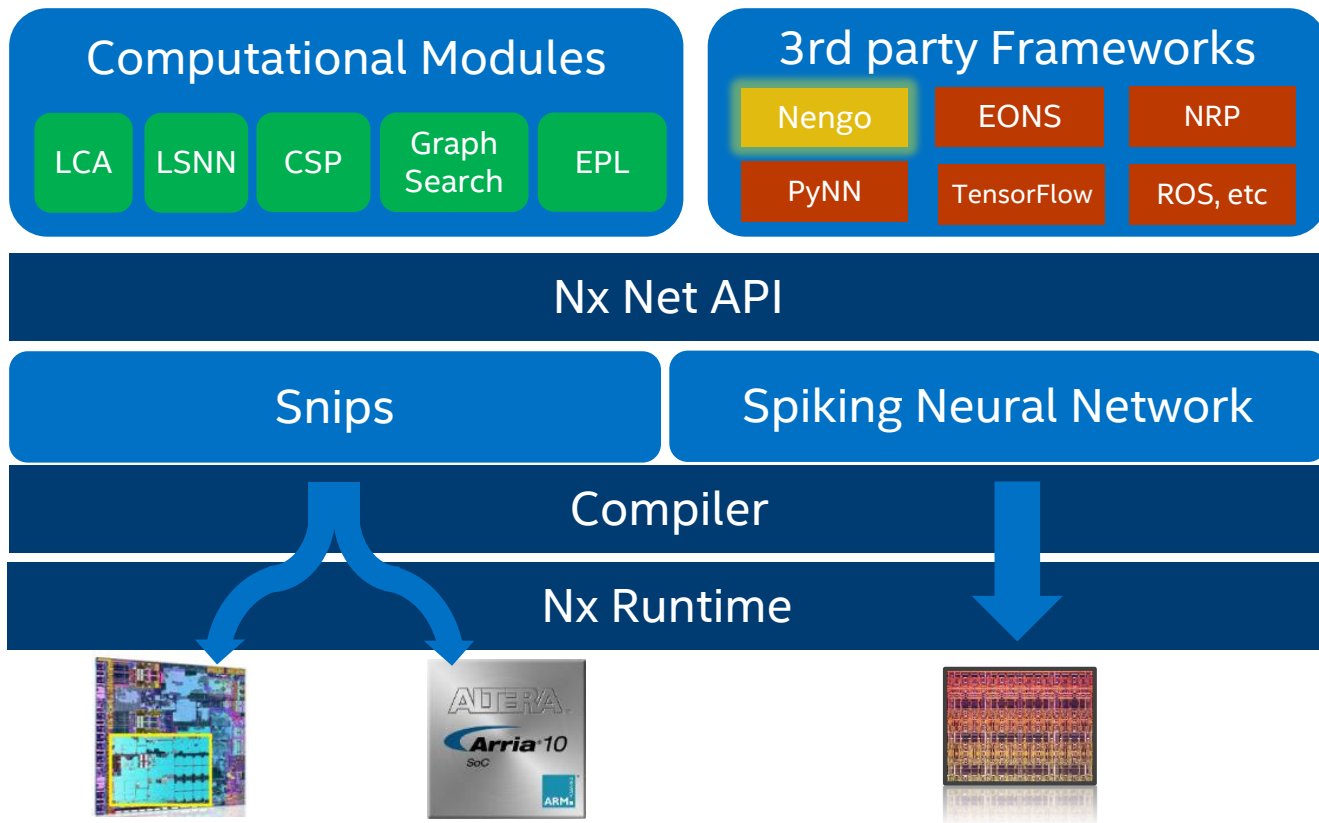 Computational Modules
LCA
LSNN
CSP
Graph
Search
EPL
3rd party Frameworks
Nengo
EONS
NRP
PyNN
TensorFlow
ROS, etc
Nx Net API
Snips
Spiking Neural Network
Compiler
Nx Runtime
ALTERA
Arria 10
SoC
ARM